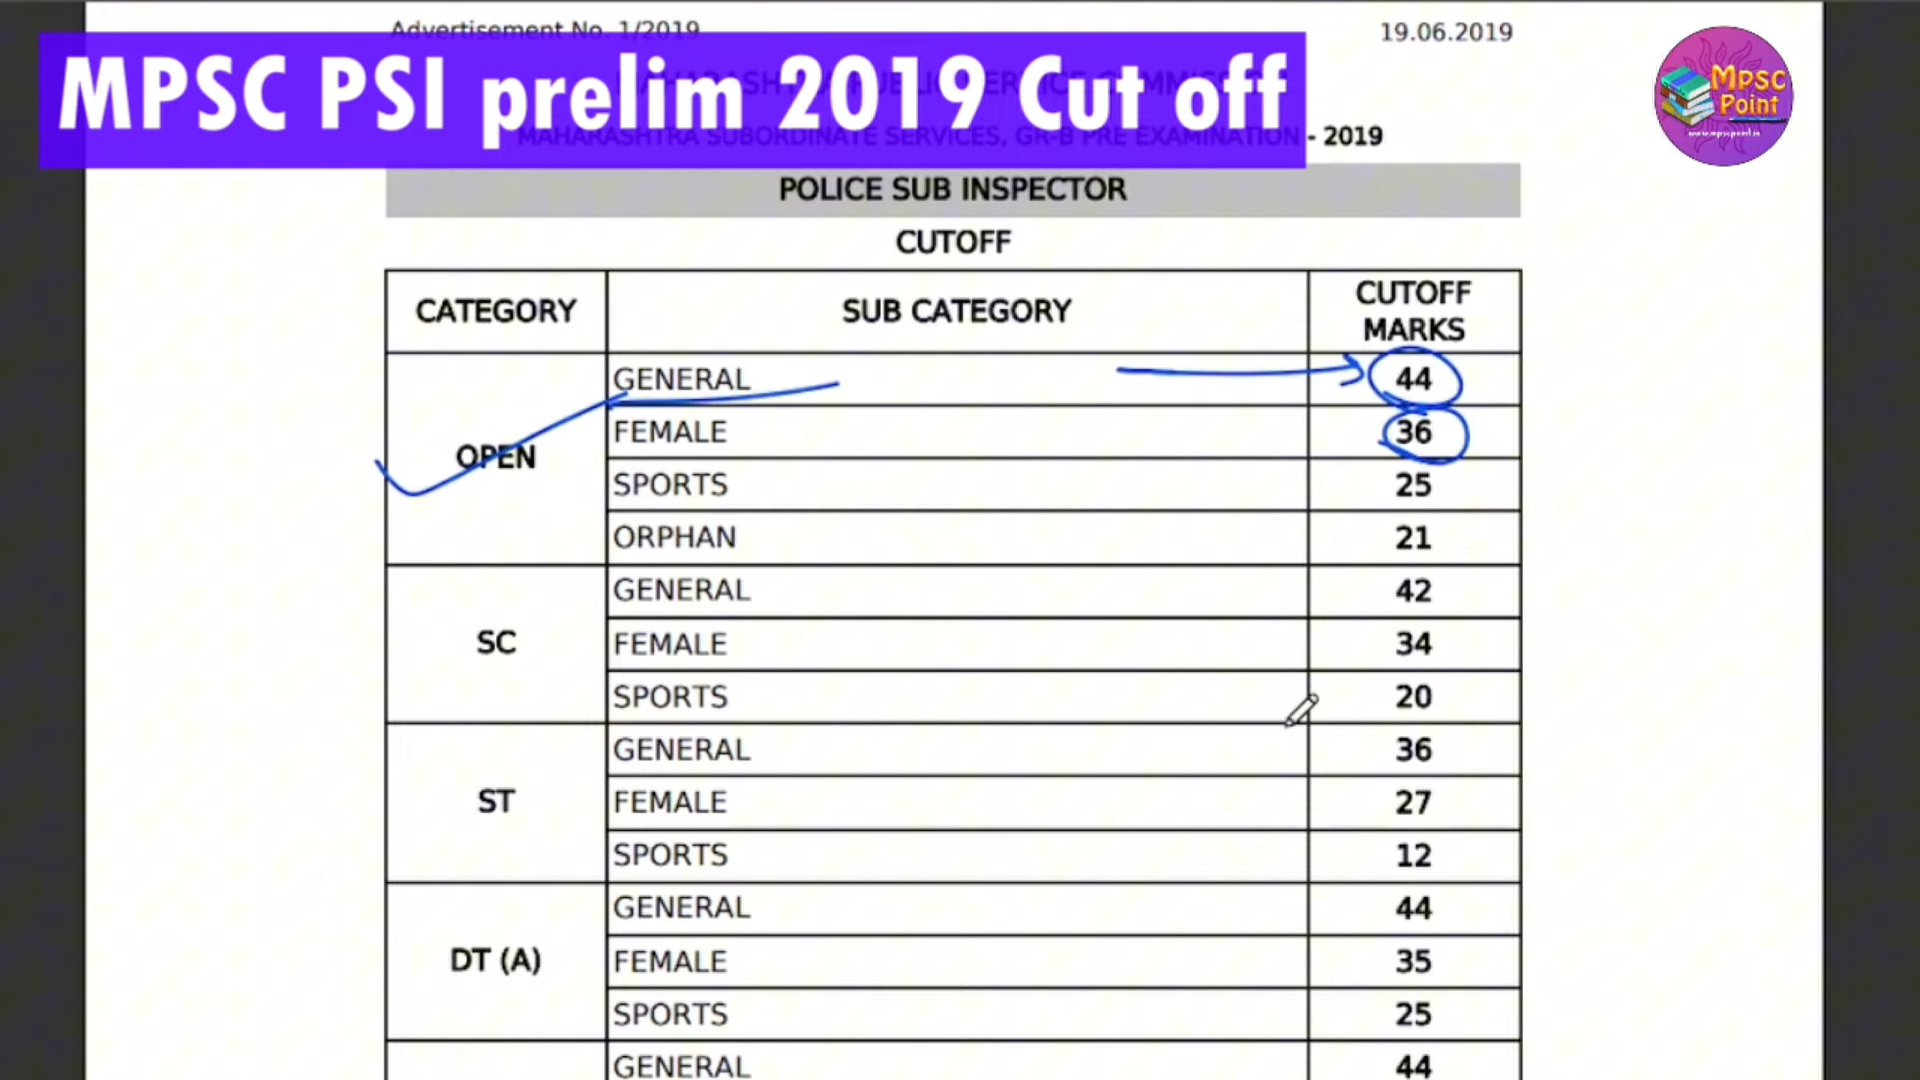 Advertisement No. 1/2019
19.06.2019
MPSC PSI prelim 2019 Cut off
Mpsc
Point
www.mpscpoint.in
MAHARASHTRA SUBORDINATE SERVICES, GR-B PRE EXAMINATION - 2019
POLICE SUB INSPECTOR
CUTOFF
CATEGORY SUB CATEGORY CUTOFF MARKS
OPEN
GENERAL 44
FEMALE 36
SPORTS 25
ORPHAN 21
SC
GENERAL 42
FEMALE 34
SPORTS 20
ST
GENERAL 36
FEMALE 27
SPORTS 12
DT (A)
GENERAL 44
FEMALE 35
SPORTS 25
GENERAL 44